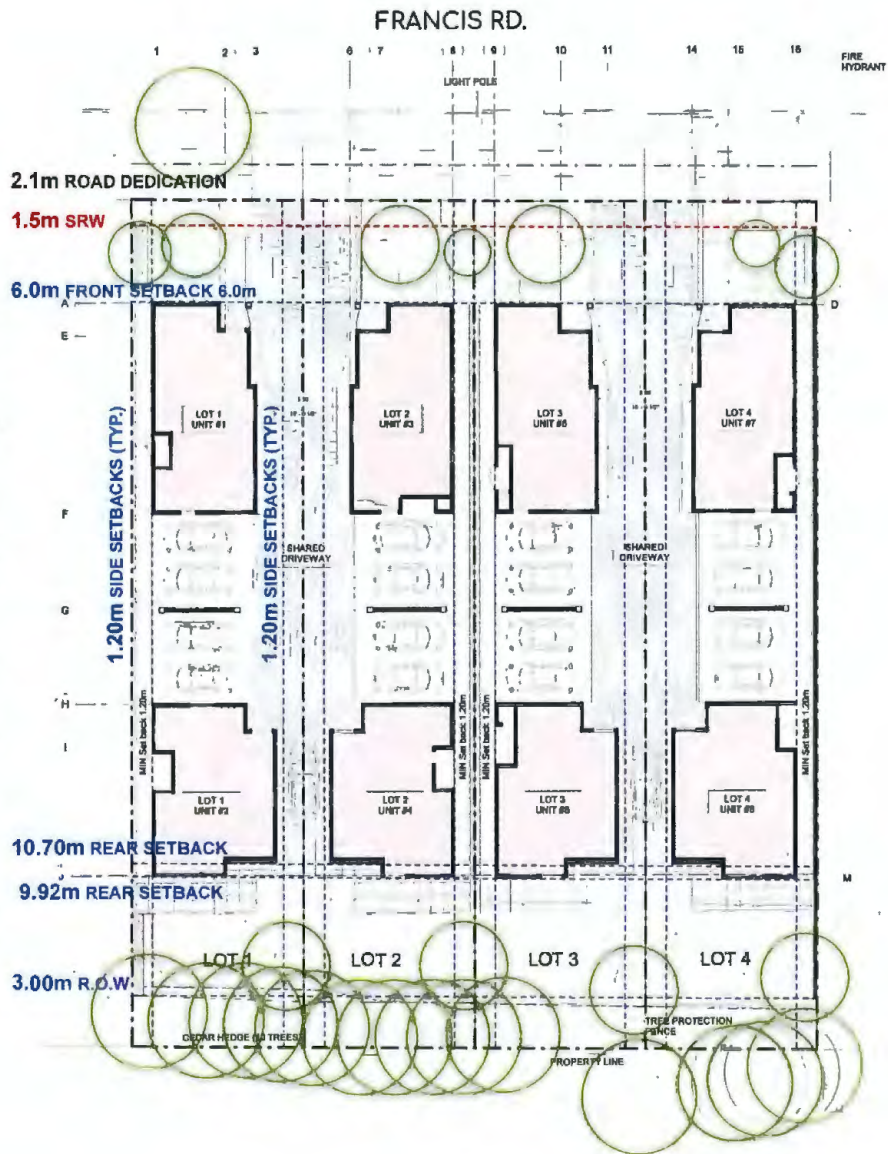 FRANCIS RD.
1 2 3 6 7 8 9 10 11 14 15 16
FIRE
HYDRANT
LIGHT POLE
2.1m ROAD DEDICATION
1.5m SRW
6.0m FRONT SETBACK 6.0m
A
D
E
LOT 1
UNIT #1
LOT 2
UNIT #3
LOT 3
UNIT #5
LOT 4
UNIT #7
1.20m SIDE SETBACKS (TYP.)
1.20m SIDE SETBACKS (TYP.)
F
SHARED
DRIVEWAY
SHARED
DRIVEWAY
G
H
I
MIN Set back 1.20m
MIN Set back 1.20m
MIN Set back 1.20m
MIN Set back 1.20m
LOT 1
UNIT #2
LOT 2
UNIT #4
LOT 3
UNIT #6
LOT 4
UNIT #8
10.70m REAR SETBACK
J
M
9.92m REAR SETBACK
LOT 1
LOT 2
LOT 3
LOT 4
3.00m R.O.W
TREE PROTECTION
FENCE
CEDAR HEDGE TREES)
PROPERTY LINE